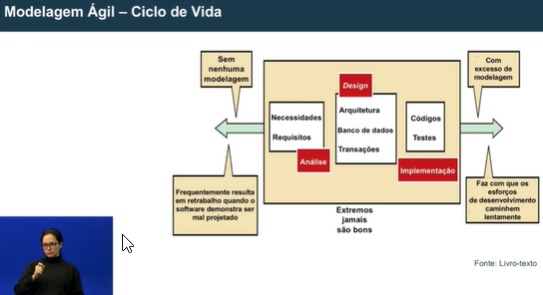 Modelagem Ágil – Ciclo de Vida
Sem
nenhuma
modelagem
Com
excesso de
modelagem
Design
Necessidades
Requisitos
Análise
Arquitetura
Banco de dados
Transações
Códigos
Testes
Implementação
Frequentemente resulta
em retrabalho quando o
software demonstra ser
mal projetado
Faz com que os
esforços
de desenvolvimento
caminhem
lentamente
Extremos
jamais
são bons
Fonte: Livro-texto